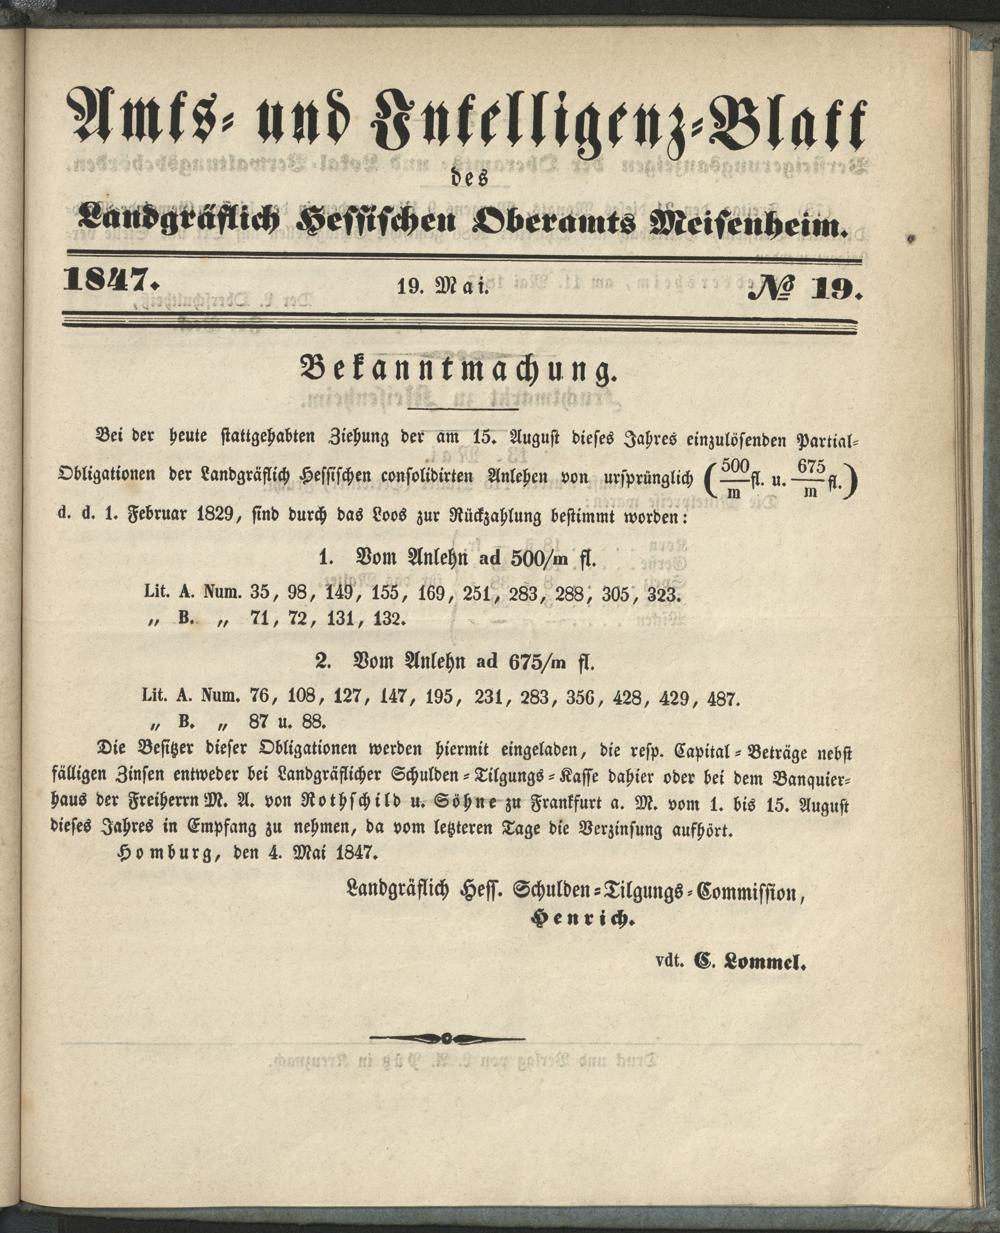 Amts- und Intelligenz-Blatt
des
Landgräflich Hessischen Oberamts Meisenheim.
1847. 19. Mai. № 19.
Bekanntmachung.
Bei der heute stattgehabten Ziehung der am 15. August dieses Jahres einzulösenden Partial-
Obligationen der Landgräflich Hessischen consolidirten Anlehen von ursprünglich (500/m fl. u. 675/m fl.)
d. d. 1. Februar 1829, sind durch das Loos zur Rückzahlung bestimmt worden:
1. Vom Anlehn ad 500/m fl.
Lit. A. Num. 35, 98, 149, 155, 169, 251, 283, 288, 305, 323.
„ B. „ 71, 72, 131, 132.
2. Vom Anlehn ad 675/m fl.
Lit. A. Num. 76, 108, 127, 147, 195, 231, 283, 356, 428, 429, 487.
„ B. „ 87 u. 88.
Die Besitzer dieser Obligationen werden hiermit eingeladen, die resp. Capital-Beträge nebst
fälligen Zinsen entweder bei Landgräflicher Schulden-Tilgungs-Kasse dahier oder bei dem Banquier-
haus der Freiherrn M. A. von Rothschild u. Söhne zu Frankfurt a. M. vom 1. bis 15. August
dieses Jahres in Empfang zu nehmen, da vom letzteren Tage die Verzinsung aufhört.
Homburg, den 4. Mai 1847.
Landgräflich Hess. Schulden-Tilgungs-Commission,
Henrich.
vdt. C. Lommel.